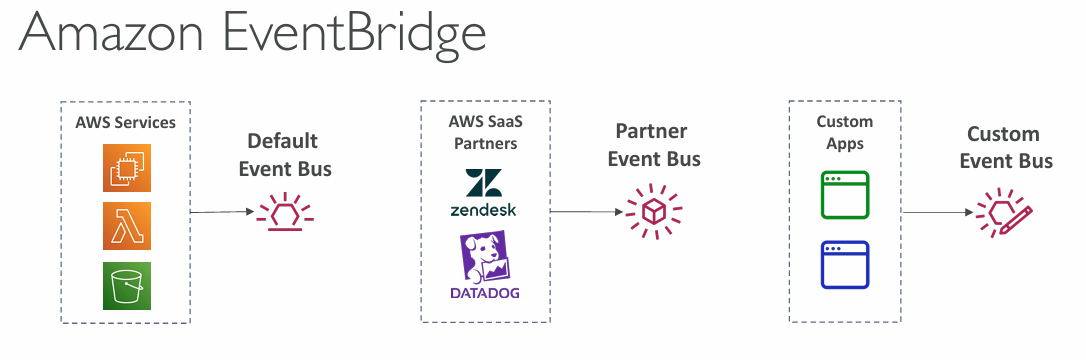 Amazon EventBridge
AWS Services
Default
Event Bus
AWS SaaS
Partners
zendesk
DATADOG
Partner
Event Bus
Custom
Apps
Custom
Event Bus